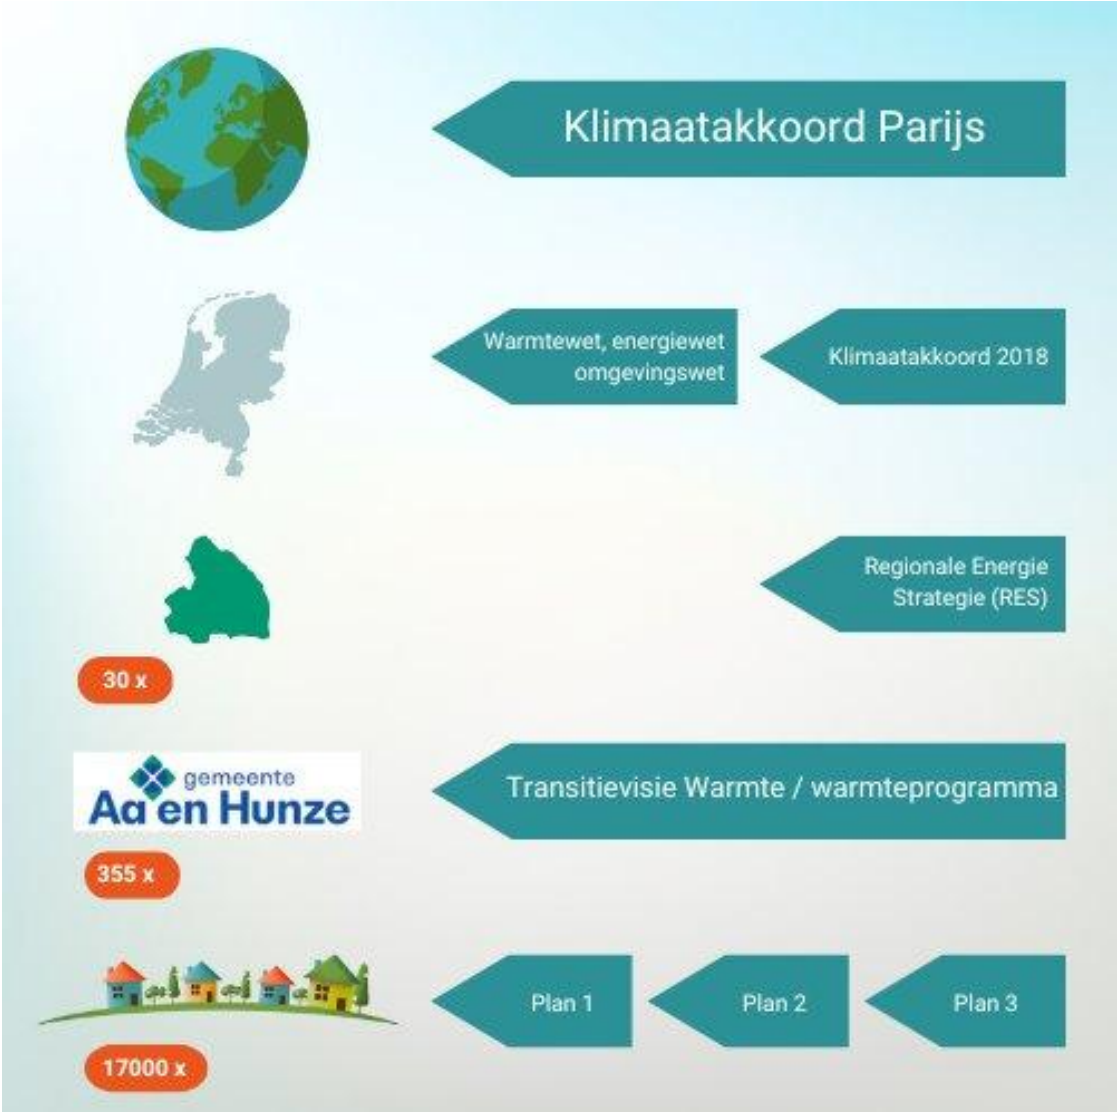 Klimaatakkoord Parijs
Warmtewet, energiewet
omgevingswet
Klimaatakkoord 2018
Regionale Energie
Strategie (RES)
30 x
gemeente
Aa en Hunze
Transitievisie Warmte / warmteprogramma
355 x
Plan 1
Plan 2
Plan 3
17000 x